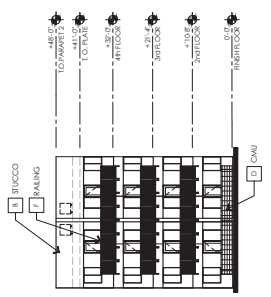 +48'-0"
T.O.PARAPET 2
+41'-0"
T. O. PLATE
+32'-0"
4th FLOOR
+21'-4"
3rd FLOOR
+10'-8"
2nd FLOOR
0'-0"
FINISH FLOOR
B STUCCO
F RAILING
D CMU